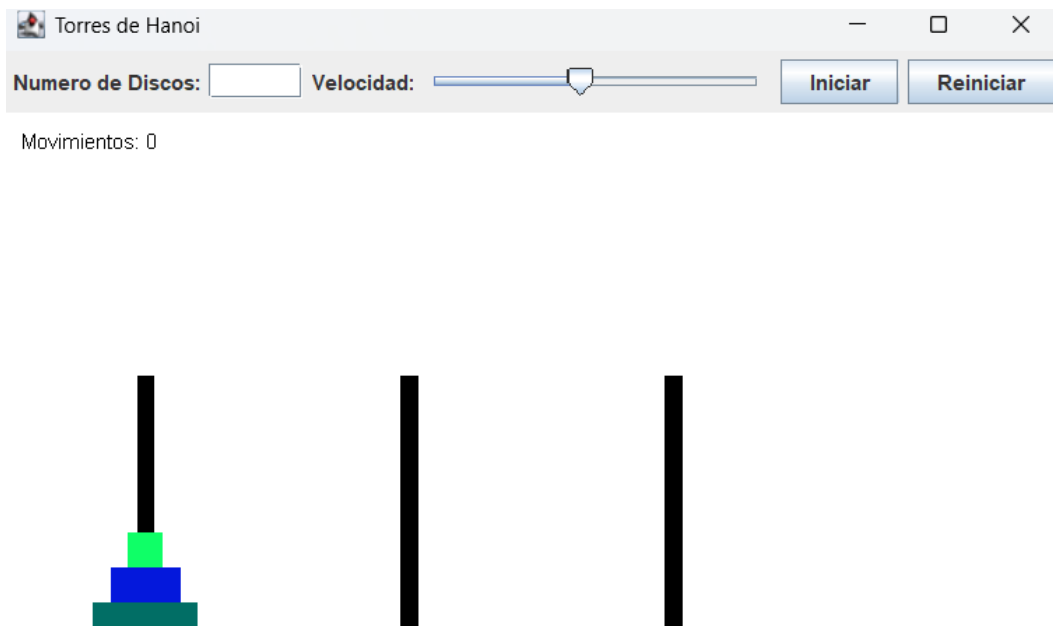 Torres de Hanoi
Numero de Discos: Velocidad: Iniciar Reiniciar
Movimientos: 0